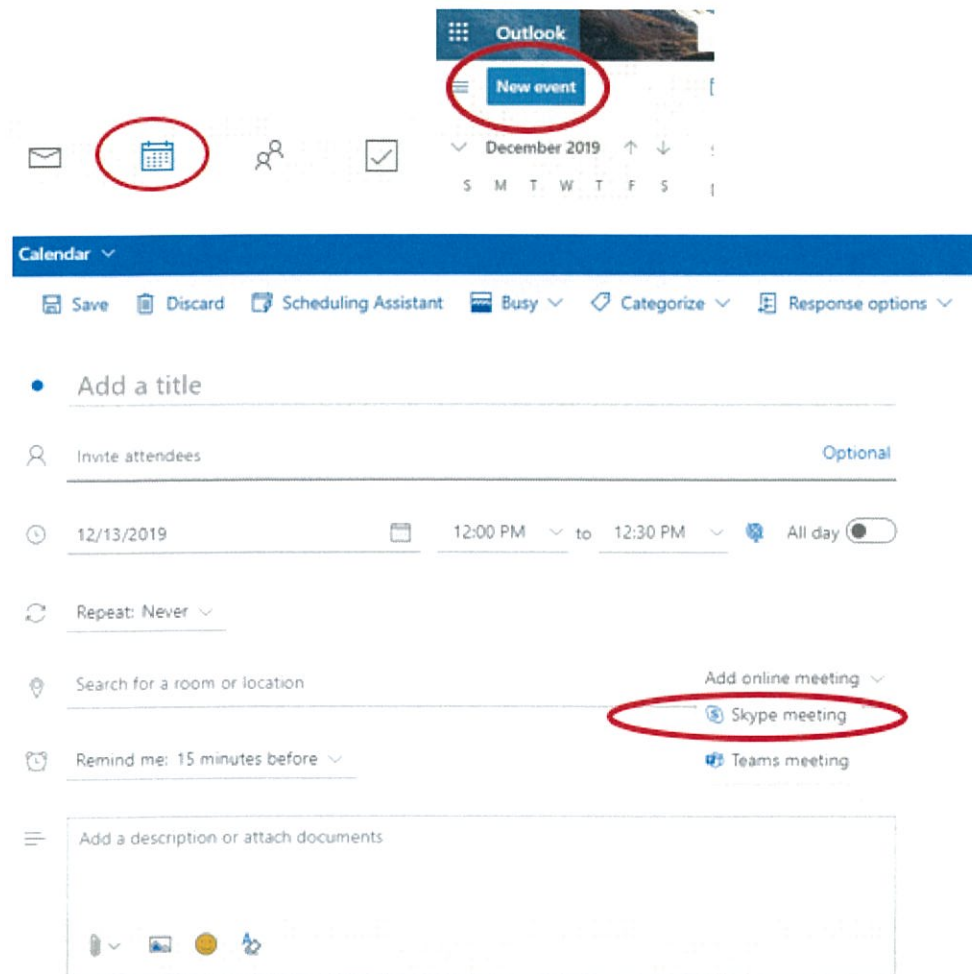 Outlook
New event
December 2019
S M T W T F S
Calendar
Save Discard Scheduling Assistant Busy Categorize Response options
Add a title
Invite attendees Optional
12/13/2019 12:00 PM to 12:30 PM All day
Repeat: Never
Search for a room or location Add online meeting
Skype meeting
Remind me: 15 minutes before Teams meeting
Add a description or attach documents